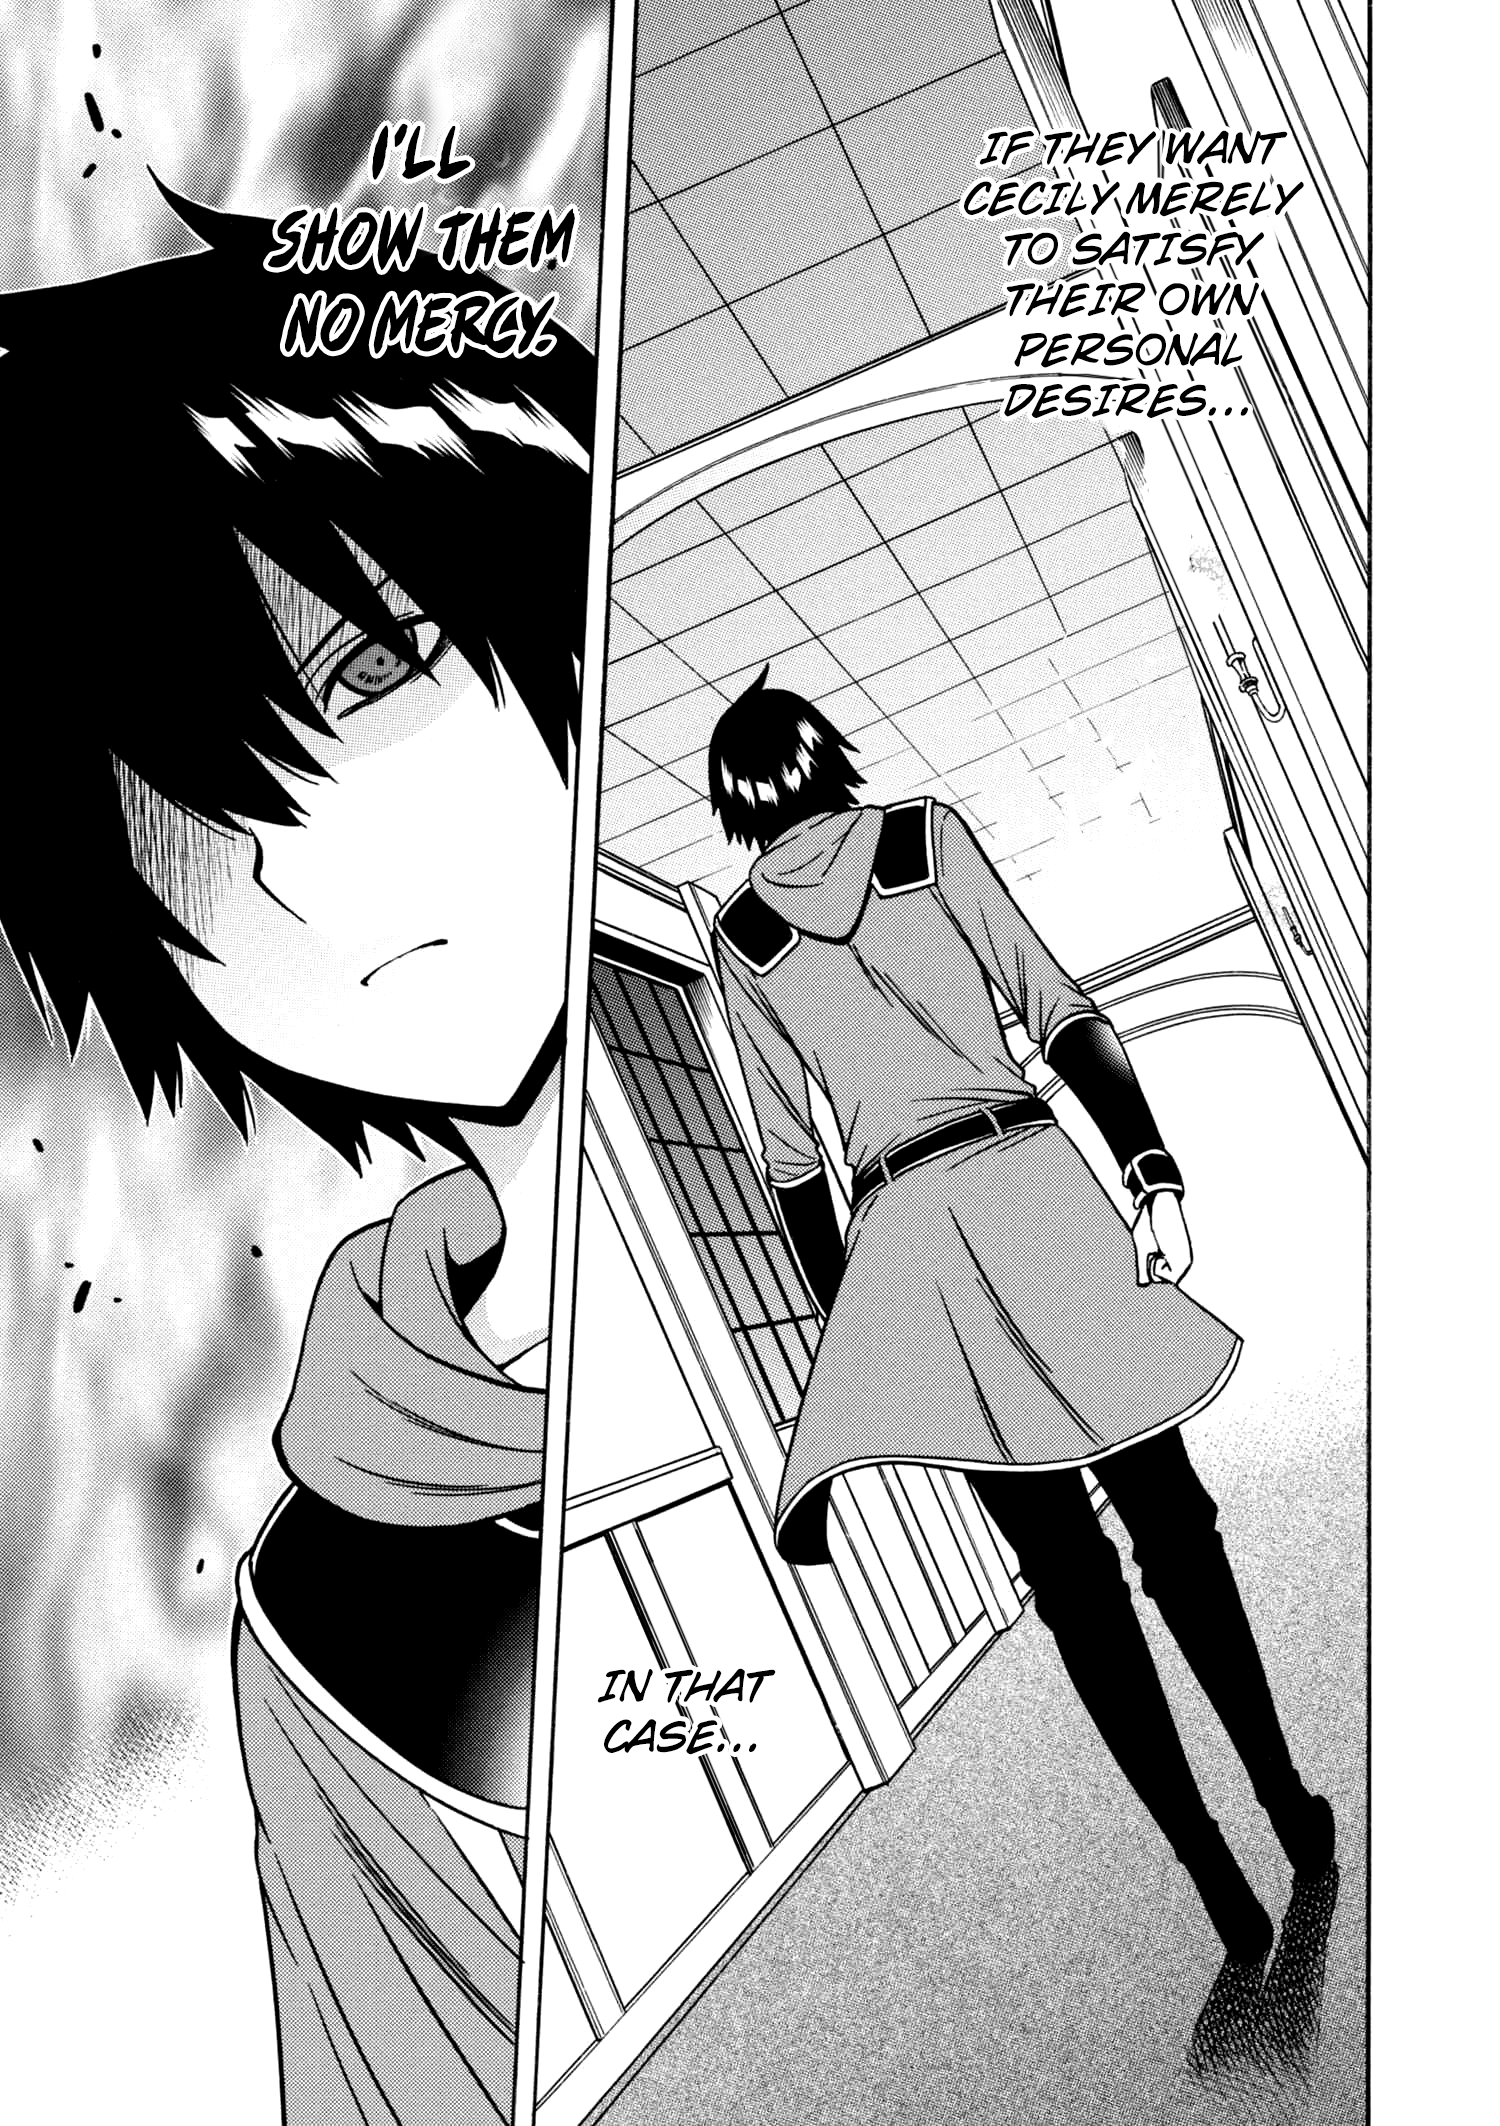 IF THEY WANT
CECILY MERELY
TO SATISFY
THEIR OWN
PERSONAL
DESIRES...
IN THAT
CASE...
I'LL
SHOW THEM
NO MERCY.